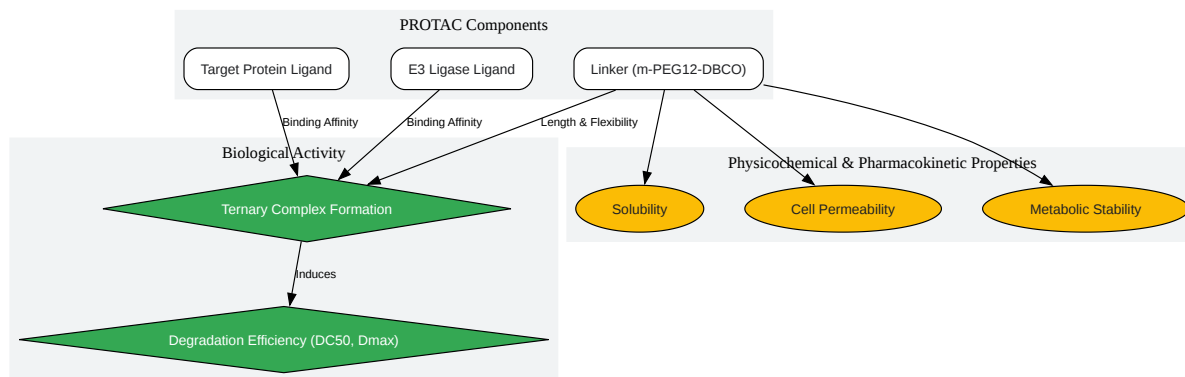 PROTAC Components
Target Protein Ligand
E3 Ligase Ligand
Linker (m-PEG12-DBCO)
Binding Affinity
Binding Affinity
Length & Flexibility
Biological Activity
Physicochemical & Pharmacokinetic Properties
Ternary Complex Formation
Solubility
Cell Permeability
Metabolic Stability
Induces
Degradation Efficiency (DC50, Dmax)